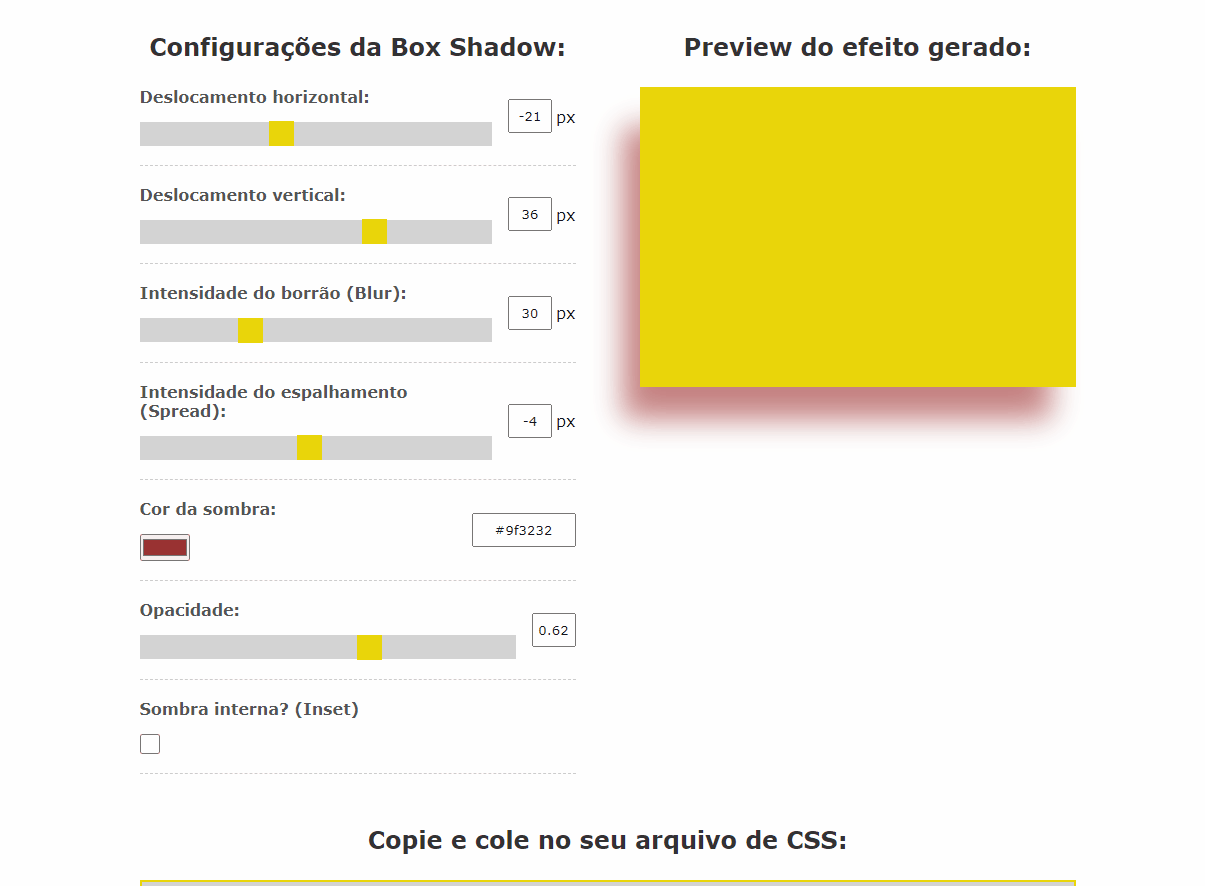 Configurações da Box Shadow:
Deslocamento horizontal:
-21 px
Deslocamento vertical:
36 px
Intensidade do borrão (Blur):
30 px
Intensidade do espalhamento
(Spread):
-4 px
Cor da sombra:
#9f3232
Opacidade:
0.62
Sombra interna? (Inset)
Preview do efeito gerado:
Copie e cole no seu arquivo de CSS: